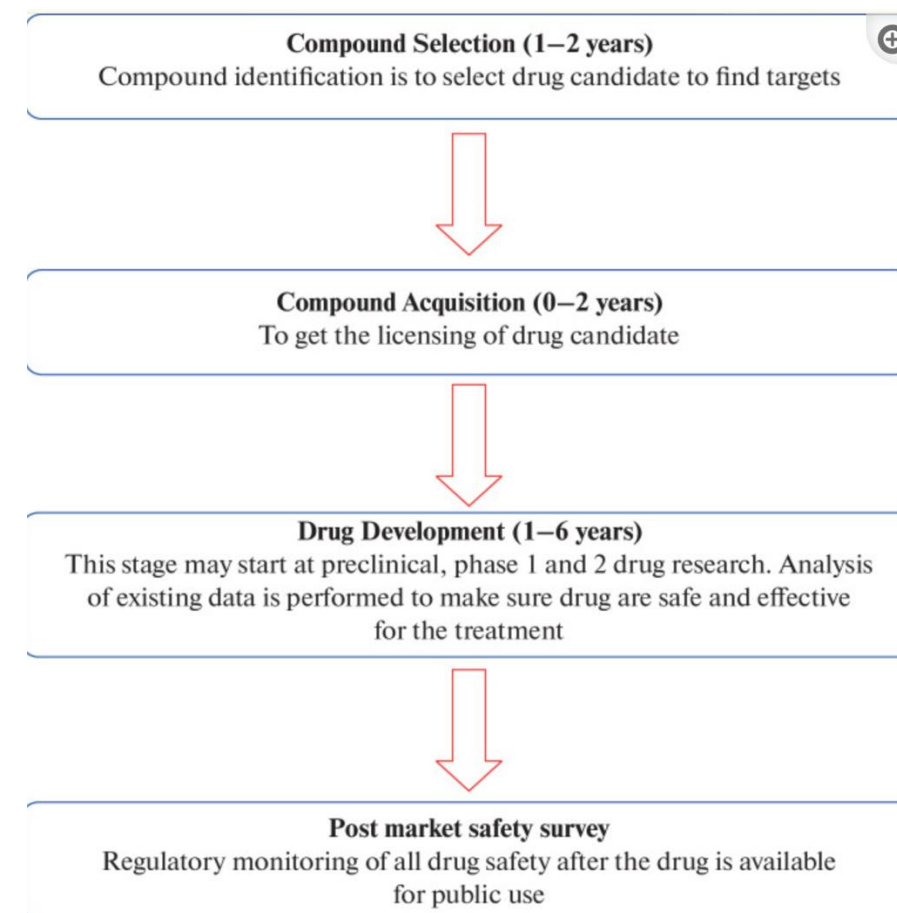 Compound Selection (1–2 years)
Compound identification is to select drug candidate to find targets
Compound Acquisition (0–2 years)
To get the licensing of drug candidate
Drug Development (1–6 years)
This stage may start at preclinical, phase 1 and 2 drug research. Analysis
of existing data is performed to make sure drug are safe and effective
for the treatment
Post market safety survey
Regulatory monitoring of all drug safety after the drug is available
for public use